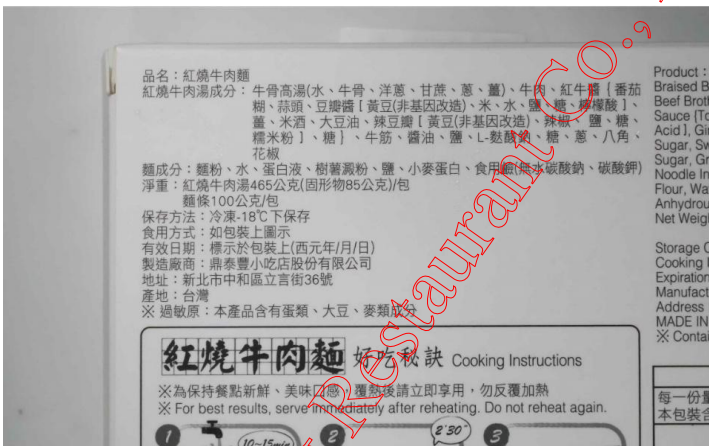 品名：紅燒牛肉麵
紅燒牛肉湯成分：牛骨高湯(水、牛骨、洋蔥、甘蔗、蔥、薑)、牛肉、紅牛醬｛番茄
糊、蒜頭、豆瓣醬［黃豆(非基因改造)、米、水、鹽、糖、檸檬酸］、
薑、米酒、大豆油、辣豆瓣［黃豆(非基因改造)、辣椒、鹽、糖、
糯米粉］、糖｝、牛筋、醬油、鹽、L-麩酸鈉、糖、蔥、八角、
花椒
麵成分：麵粉、水、蛋白液、樹薯澱粉、鹽、小麥蛋白、食用鹼(無水碳酸鈉、碳酸鉀)
淨重：紅燒牛肉湯465公克(固形物85公克)/包
麵條100公克/包
保存方法：冷凍-18℃下保存
食用方式：如包裝上圖示
有效日期：標示於包裝上(西元年/月/日)
製造廠商：鼎泰豐小吃店股份有限公司
地址：新北市中和區立言街36號
產地：台灣
※ 過敏原：本產品含有蛋類、大豆、麥類成分
Product：
Braised B
Beef Brot
Sauce {To
Acid ], Gi
Sugar, Sw
Sugar, Gr
Noodle In
Flour, Wa
Anhydrou
Net Weigh
Storage C
Cooking I
Expiration
Manufact
Address
MADE IN
※ Contai
紅燒牛肉麵 好吃秘訣 Cooking Instructions
※為保持餐點新鮮、美味口感，覆熱後請立即享用，勿反覆加熱
※ For best results, serve immediately after reheating. Do not reheat again.
1 10~15min 2 2'30" 3
每一份量
本包裝含
Restaurant Co.,